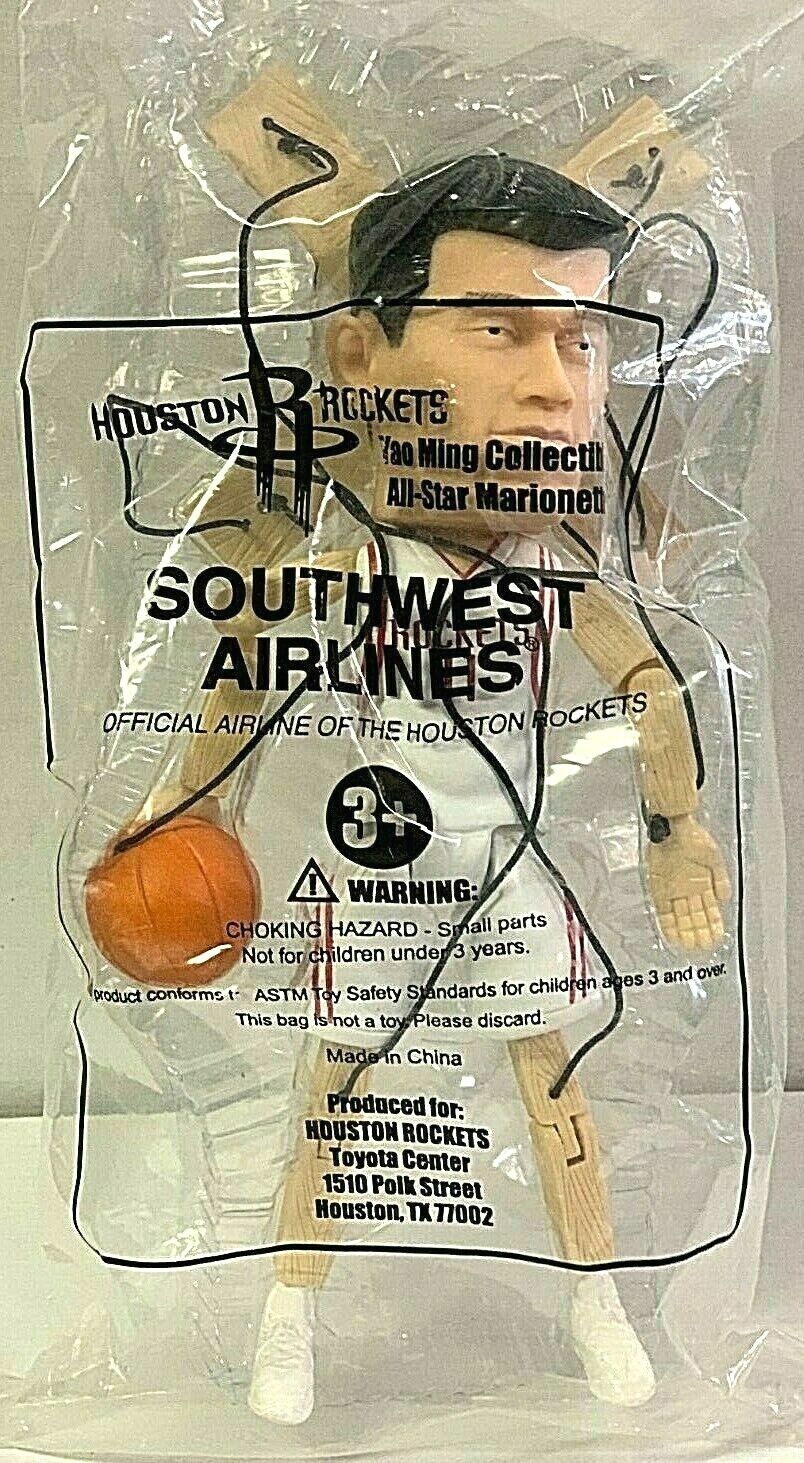 HOUSTON R ROCKETS
Yao Ming Collectib
All-Star Marionett
SOUTHWEST
AIRLINES
ROCKETS®
OFFICIAL AIRLINE OF THE HOUSTON ROCKETS
3+
WARNING:
CHOKING HAZARD - Small parts
Not for children under 3 years.
product conforms t ASTM Toy Safety Standards for children ages 3 and over.
This bag is not a toy. Please discard.
Made in China
Produced for:
HOUSTON ROCKETS
Toyota Center
1510 Polk Street
Houston, TX 77002